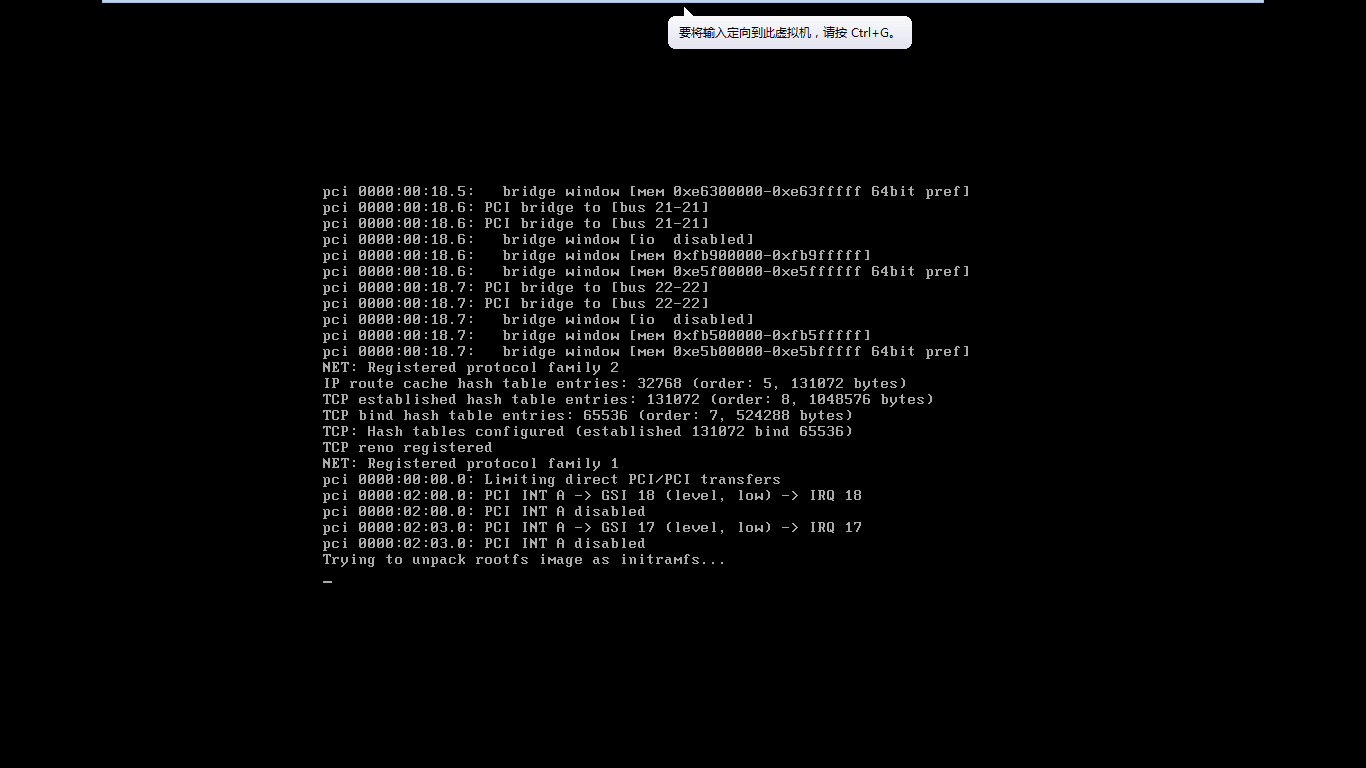 要将输入定向到此虚拟机，请按 Ctrl+G。
pci 0000:00:18.5:   bridge window [mem 0xe6300000-0xe63fffff 64bit pref]
pci 0000:00:18.6: PCI bridge to [bus 21-21]
pci 0000:00:18.6: PCI bridge to [bus 21-21]
pci 0000:00:18.6:   bridge window [io  disabled]
pci 0000:00:18.6:   bridge window [mem 0xfb900000-0xfb9fffff]
pci 0000:00:18.6:   bridge window [mem 0xe5f00000-0xe5ffffff 64bit pref]
pci 0000:00:18.7: PCI bridge to [bus 22-22]
pci 0000:00:18.7: PCI bridge to [bus 22-22]
pci 0000:00:18.7:   bridge window [io  disabled]
pci 0000:00:18.7:   bridge window [mem 0xfb500000-0xfb5fffff]
pci 0000:00:18.7:   bridge window [mem 0xe5b00000-0xe5bfffff 64bit pref]
NET: Registered protocol family 2
IP route cache hash table entries: 32768 (order: 5, 131072 bytes)
TCP established hash table entries: 131072 (order: 8, 1048576 bytes)
TCP bind hash table entries: 65536 (order: 7, 524288 bytes)
TCP: Hash tables configured (established 131072 bind 65536)
TCP reno registered
NET: Registered protocol family 1
pci 0000:00:00.0: Limiting direct PCI/PCI transfers
pci 0000:02:00.0: PCI INT A -> GSI 18 (level, low) -> IRQ 18
pci 0000:02:00.0: PCI INT A disabled
pci 0000:02:03.0: PCI INT A -> GSI 17 (level, low) -> IRQ 17
pci 0000:02:03.0: PCI INT A disabled
Trying to unpack rootfs image as initramfs...
_